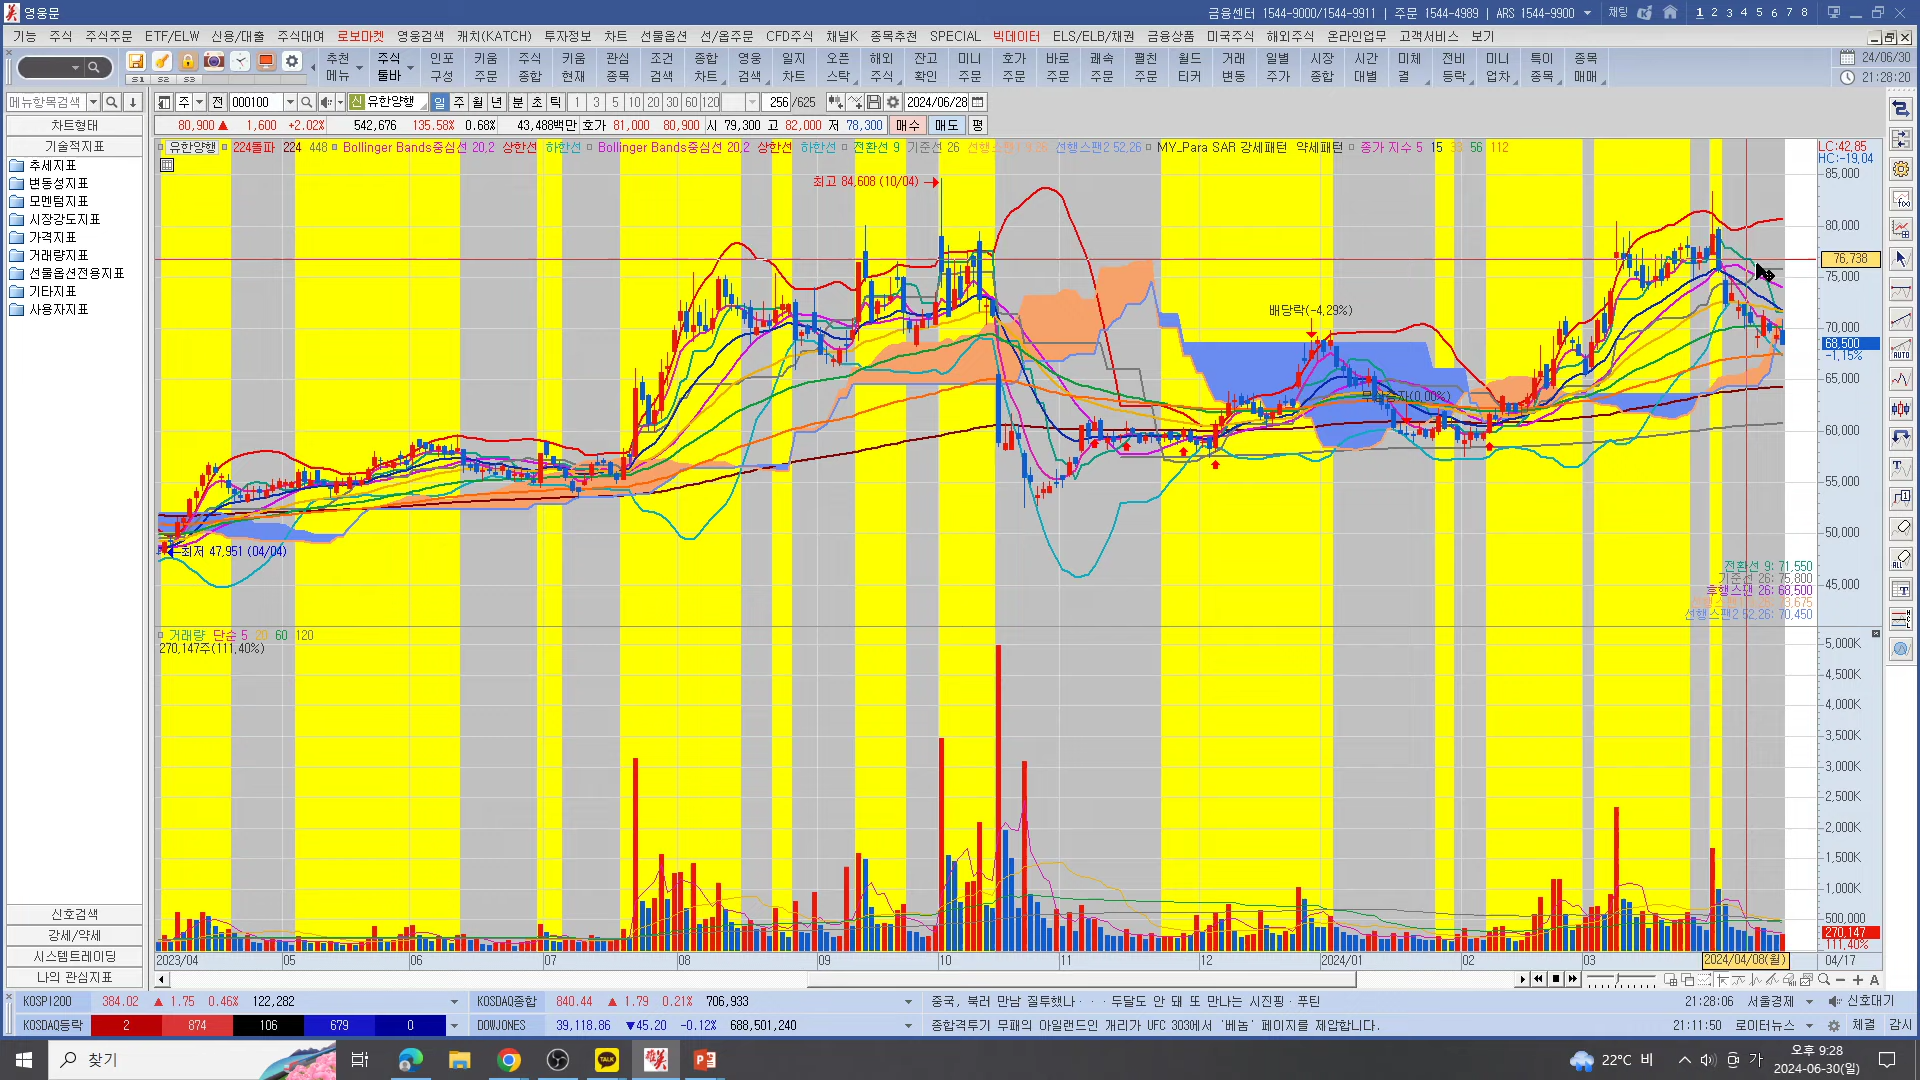 영웅문
금융센터 1544-9000/1544-9911 | 주문 1544-4989 | ARS 1544-9900 채팅 1 2 3 4 5 6 7 8
기능 주식 주식주문 ETF/ELW 신용/대출 주식대여 로보마켓 영웅검색 캐치(KATCH) 투자정보 차트 선물옵션 선/옵주문 CFD주식 채널K 종목추천 SPECIAL 빅데이터 ELS/ELB/채권 금융상품 미국주식 해외주식 온라인업무 고객서비스 보기
추천 주식 인포 키움 주식 키움 관심 조건 종합 영웅 일지 오픈 해외 잔고 미니 호가 바로 쾌속 펼친 월드 거래 일별 시장 시간 미체 전비 미니 특이 종목
메뉴 툴바 구성 주문 종합 현재 종목 검색 차트 검색 차트 스탁 주식 확인 주문 주문 주문 주문 주문 티커 변동 주가 종합 대별 결 등락 업차 종목 매매
S1 S2 S3
24/06/30
21:28:20
메뉴항목검색
주 전 000100 신 유한양행 일 주 월 년 분 초 틱 1 3 5 10 20 30 60 120 256 /625 2024/06/28
80,900 ▲ 1,600 +2.02% 542,676 135.58% 0.68% 43,488백만 호가 81,000 80,900 시 79,300 고 82,000 저 78,300 매수 매도 평
차트형태
기술적지표
추세지표
변동성지표
모멘텀지표
시장강도지표
가격지표
거래량지표
선물옵션전용지표
기타지표
사용자지표
신호검색
강세/약세
시스템트레이딩
나의 관심지표
유한양행 224돌파 224 448 Bollinger Bands중심선 20,2 상한선 하한선 Bollinger Bands중심선 20,2 상한선 하한선 전환선 9 기준선 26 선행스팬2 52,26 MY_Para SAR 강세패턴 약세패턴 종가 지수 5 15 33 56 112
LC:42.85
HC:-19.04
최고 84,608 (10/04)
배당락(-4.29%)
최저 47,951 (04/04)
85,000
80,000
76,738
75,000
70,000
68,500
-1.15%
65,000
60,000
55,000
50,000
45,000
전환선 9: 71,550
기준선 26: 75,800
후행스팬 26: 68,500
선행스팬2 52,26: 70,450
거래량 단순 5 20 60 120
270,147주(111.40%)
5,000K
4,500K
4,000K
3,500K
3,000K
2,500K
2,000K
1,500K
1,000K
500,000
270,147
111.40%
2023/04 05 06 07 08 09 10 11 12 2024/01 02 03 2024/04/08(월) 04/17
KOSPI200 384.02 ▲ 1.75 0.46% 122,282 KOSDAQ종합 840.44 ▲ 1.79 0.21% 706,933 중국, 북러 만남 질투했나···두달도 안 돼 또 만나는 시진핑·푸틴 21:28:06 서울경제 신호대기
KOSDAQ등락 2 874 106 679 0 DOWJONES 39,118.86 ▼45.20 -0.12% 688,501,240 종합격투기 무패의 아일랜드인 개리가 UFC 303에서 '베놈' 페이지를 제압합니다. 21:11:50 로이터뉴스 체결 감시
찾기
TALK
22°C 비
가
오후 9:28
2024-06-30(일)